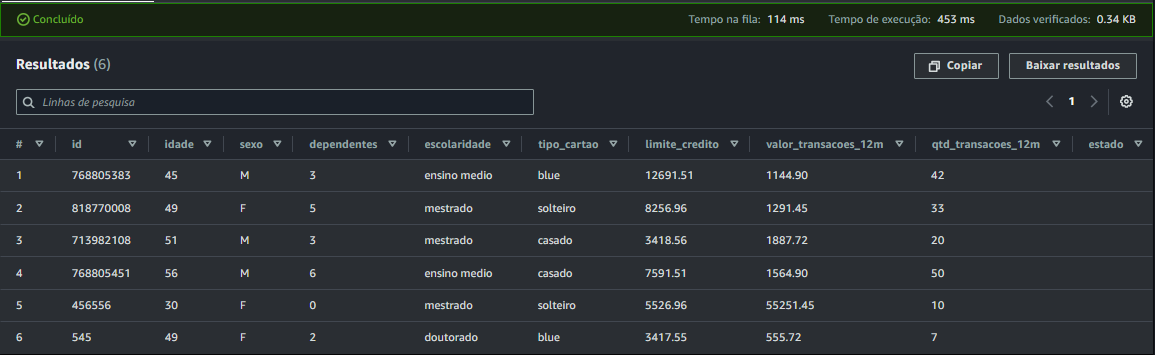 Concluído Tempo na fila: 114 ms Tempo de execução: 453 ms Dados verificados: 0.34 KB
Resultados (6) Copiar Baixar resultados
Linhas de pesquisa 1
# id idade sexo dependentes escolaridade tipo_cartao limite_credito valor_transacoes_12m qtd_transacoes_12m estado
1 768805383 45 M 3 ensino medio blue 12691.51 1144.90 42
2 818770008 49 F 5 mestrado solteiro 8256.96 1291.45 33
3 713982108 51 M 3 mestrado casado 3418.56 1887.72 20
4 768805451 56 M 6 ensino medio casado 7591.51 1564.90 50
5 456556 30 F 0 mestrado solteiro 5526.96 55251.45 10
6 545 49 F 2 doutorado blue 3417.55 555.72 7